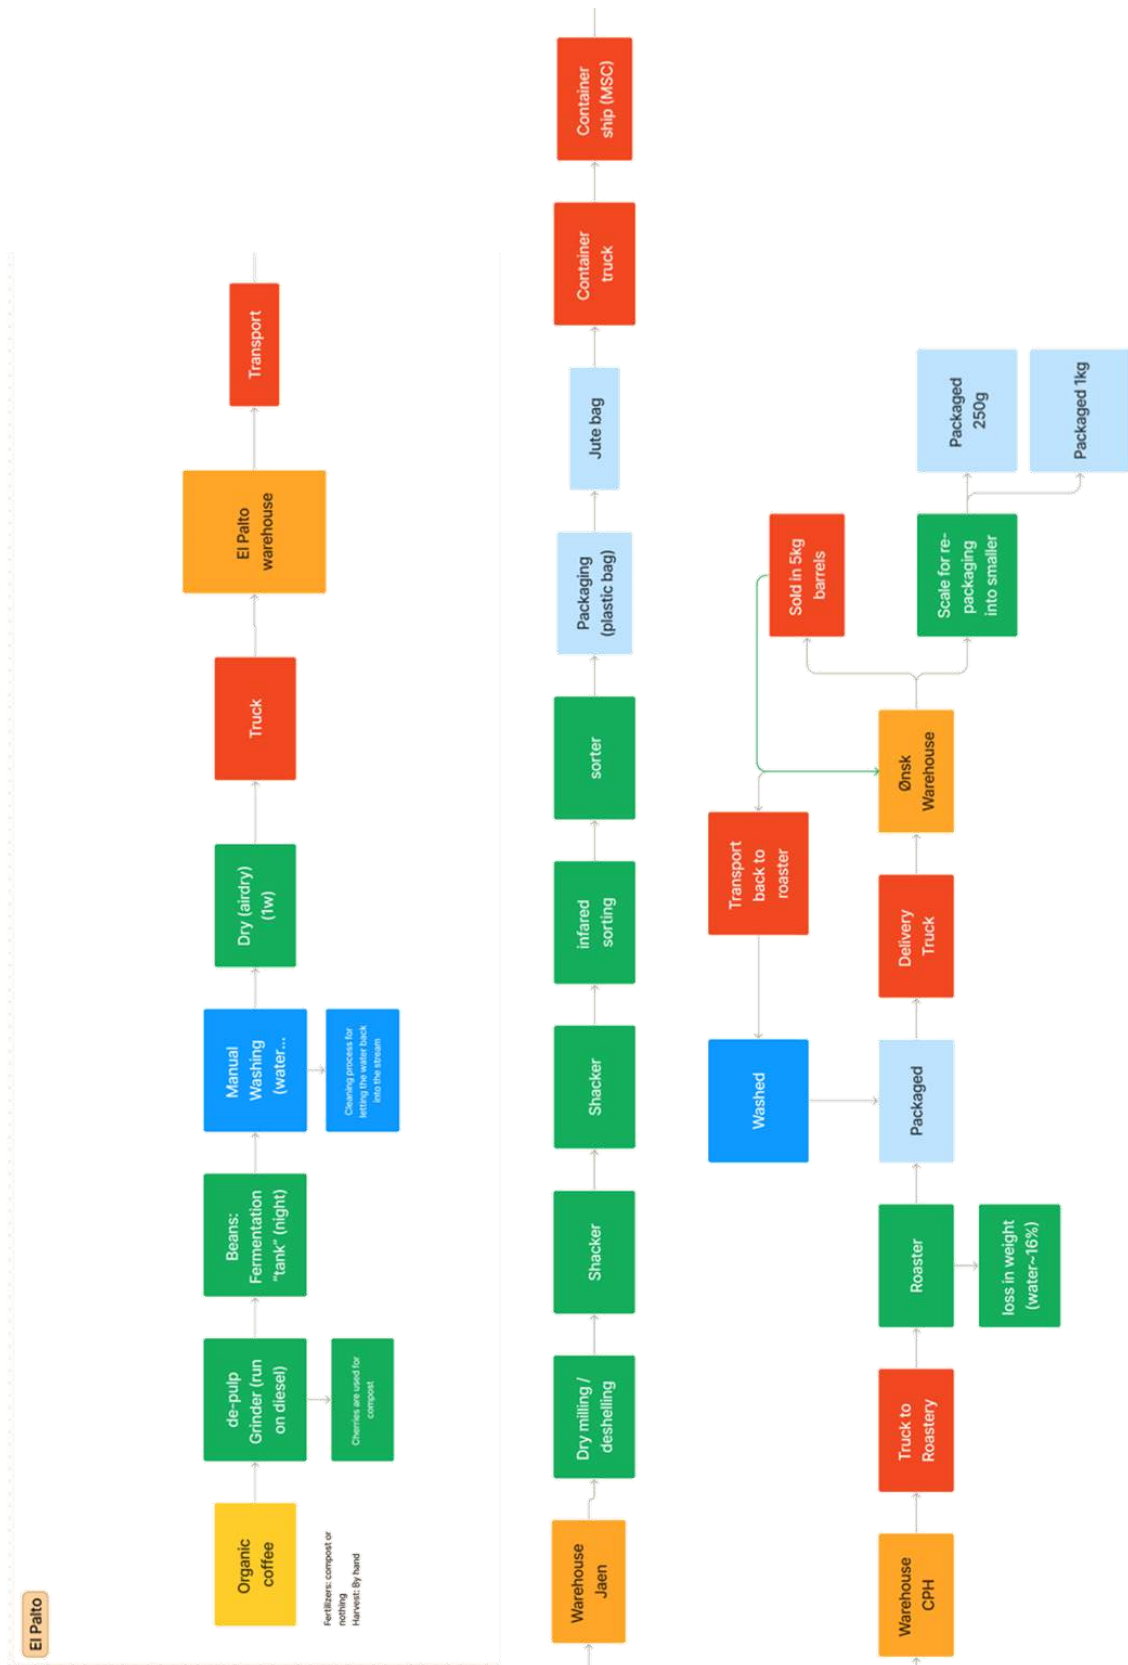 El Palto
Organic
coffee
Fertilizers: compost or
nothing
Harvest: By hand
de-pulp
Grinder (run
on diesel)
Cherries are used for
compost
Beans:
Fermentation
"tank" (night)
Manual
Washing
(water...
Cleaning process for
letting the water back
into the stream
Dry (airdry)
(1w)
Truck
El Palto
warehouse
Transport
Warehouse
Jaen
Dry milling /
deshelling
Shacker
Shacker
infared
sorting
sorter
Packaging
(plastic bag)
Jute bag
Container
truck
Container
ship (MSC)
Warehouse
CPH
Truck to
Roastery
Roaster
loss in weight
(water~16%)
Packaged
Washed
Delivery
Truck
Transport
back to
roaster
Ønsk
Warehouse
Sold in 5kg
barrels
Scale for re-
packaging
into smaller
Packaged
250g
Packaged 1kg